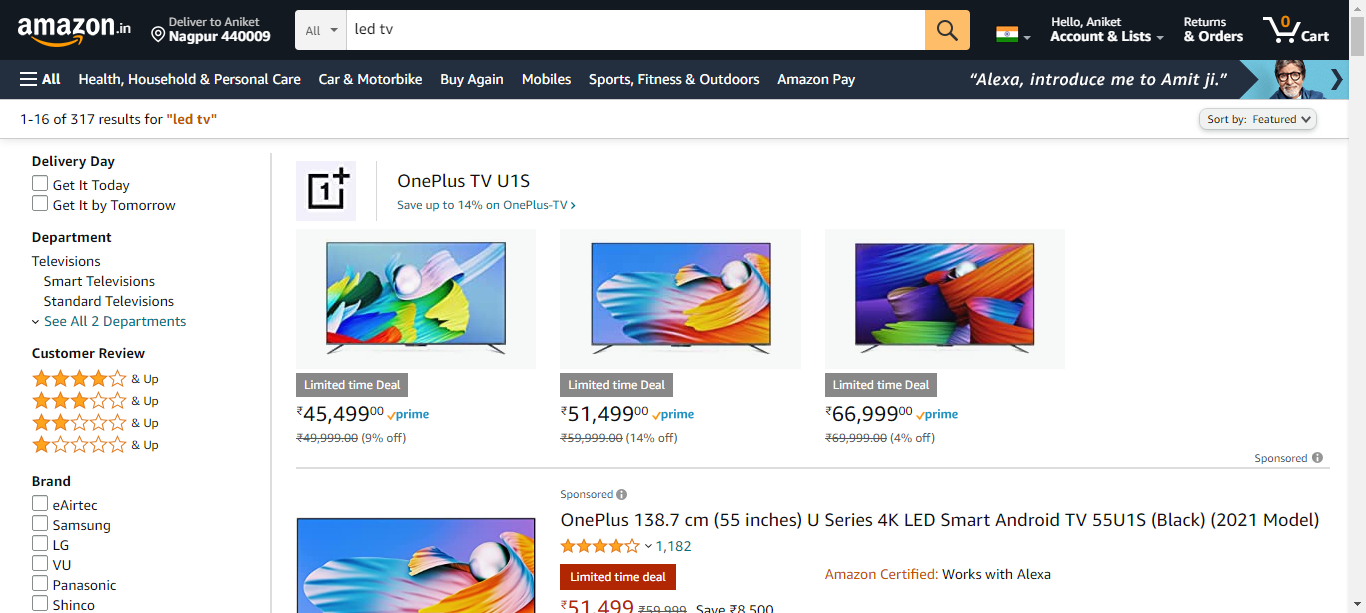 amazon.in
Deliver to Aniket
Nagpur 440009
All
led tv
Hello, Aniket
Account & Lists
Returns
& Orders
0
Cart
All
Health, Household & Personal Care
Car & Motorbike
Buy Again
Mobiles
Sports, Fitness & Outdoors
Amazon Pay
“Alexa, introduce me to Amit ji.”
1-16 of 317 results for "led tv"
Sort by: Featured
Delivery Day
Get It Today
Get It by Tomorrow
Department
Televisions
Smart Televisions
Standard Televisions
See All 2 Departments
Customer Review
& Up
& Up
& Up
& Up
Brand
eAirtec
Samsung
LG
VU
Panasonic
Shinco
1+
OnePlus TV U1S
Save up to 14% on OnePlus-TV
Limited time Deal
₹45,499.00 prime
₹49,999.00 (9% off)
Limited time Deal
₹51,499.00 prime
₹59,999.00 (14% off)
Limited time Deal
₹66,999.00 prime
₹69,999.00 (4% off)
Sponsored
Sponsored
OnePlus 138.7 cm (55 inches) U Series 4K LED Smart Android TV 55U1S (Black) (2021 Model)
1,182
Limited time deal
₹51,499 ₹59,999 Save ₹8,500
Amazon Certified: Works with Alexa